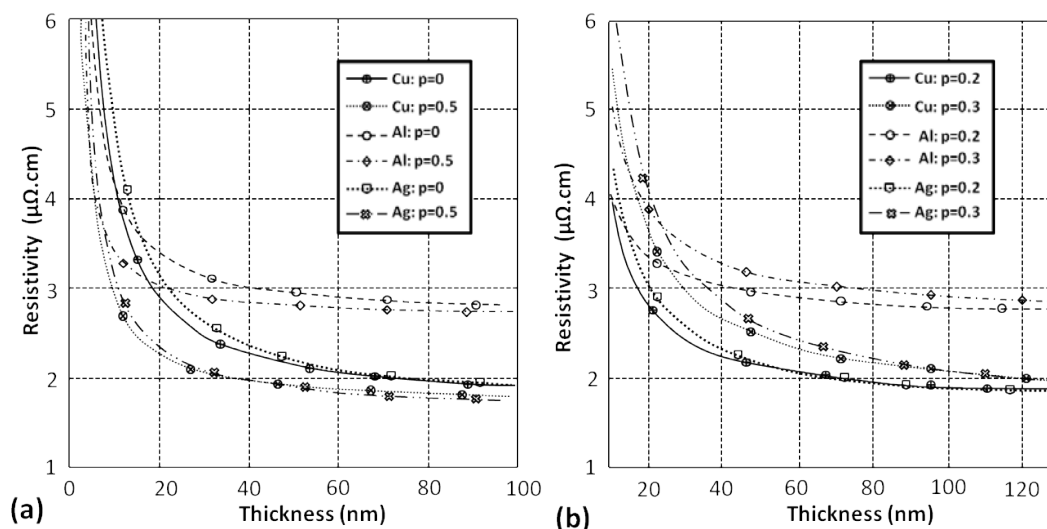 6
5
4
3
2
1
Resistivity (μΩ.cm)
Cu: p=0
Cu: p=0.5
Al: p=0
Al: p=0.5
Ag: p=0
Ag: p=0.5
0 20 40 60 80 100
Thickness (nm)
(a)
6
5
4
3
2
1
Resistivity (μΩ.cm)
Cu: p=0.2
Cu: p=0.3
Al: p=0.2
Al: p=0.3
Ag: p=0.2
Ag: p=0.3
20 40 60 80 100 120
Thickness (nm)
(b)